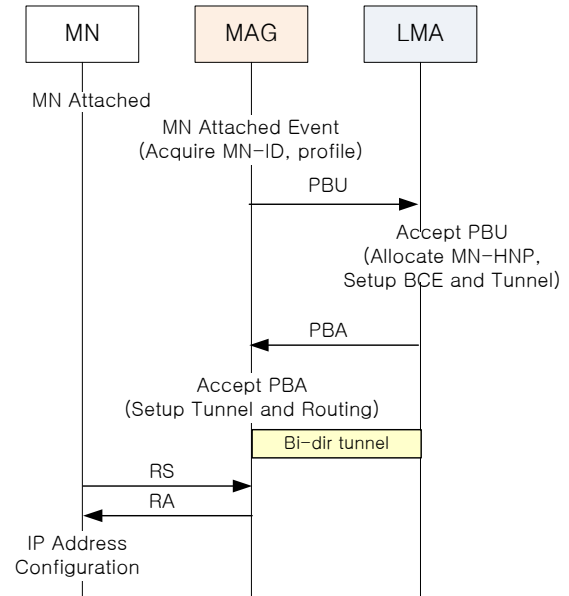 MN
MAG
LMA
MN Attached
MN Attached Event
(Acquire MN-ID, profile)
PBU
Accept PBU
(Allocate MN-HNP,
Setup BCE and Tunnel)
PBA
Accept PBA
(Setup Tunnel and Routing)
Bi-dir tunnel
RS
RA
IP Address
Configuration